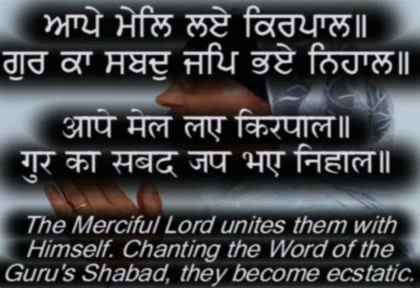 ਆਪੇ ਮੇਲਿ ਲਏ ਕਿਰਪਾਲ॥
ਗੁਰ ਕਾ ਸਬਦੁ ਜਪਿ ਭਏ ਨਿਹਾਲ॥
आपे मेल लए किरपाल॥
गुर का सबद जप भए निहाल॥
The Merciful Lord unites them with
Himself. Chanting the Word of the
Guru's Shabad, they become ecstatic.